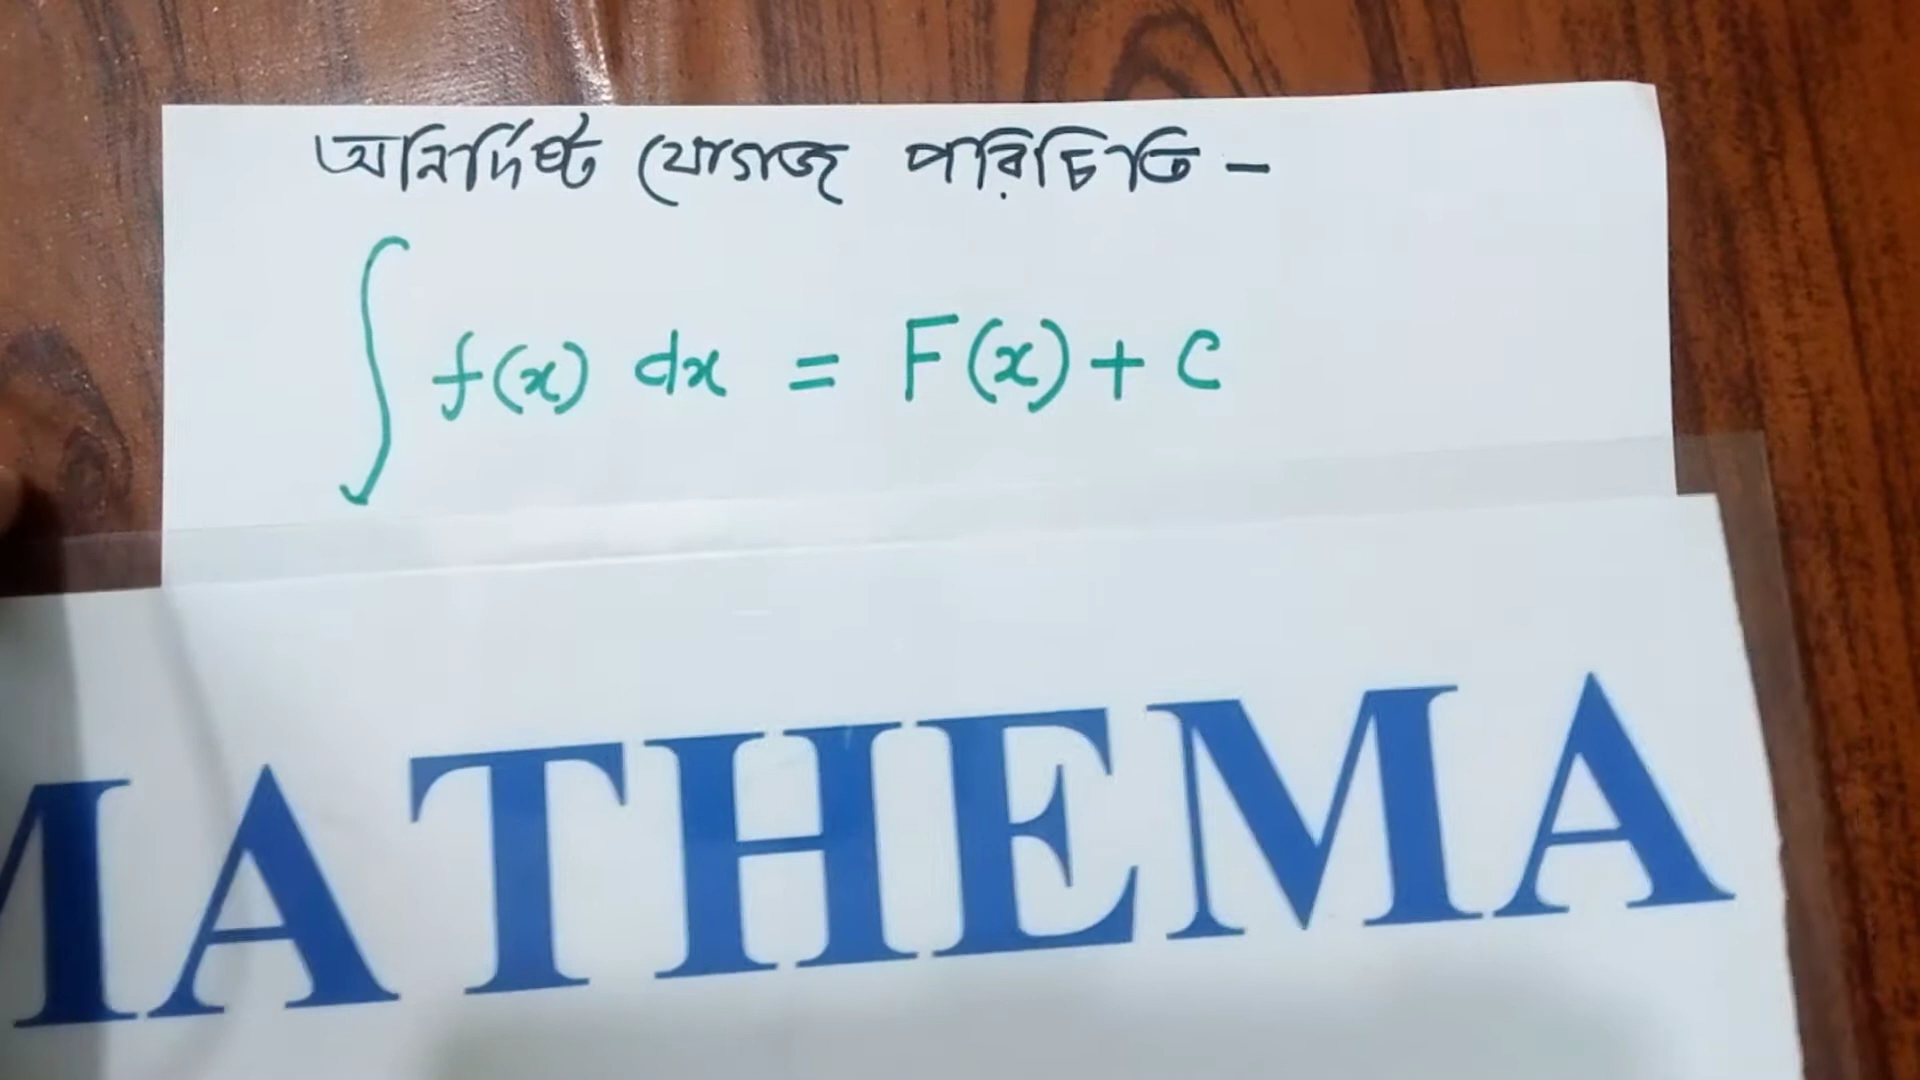 অনির্দিষ্ট যোগজ পরিচিতি -
∫ f(x) dx = F(x) + c
MATHEMA